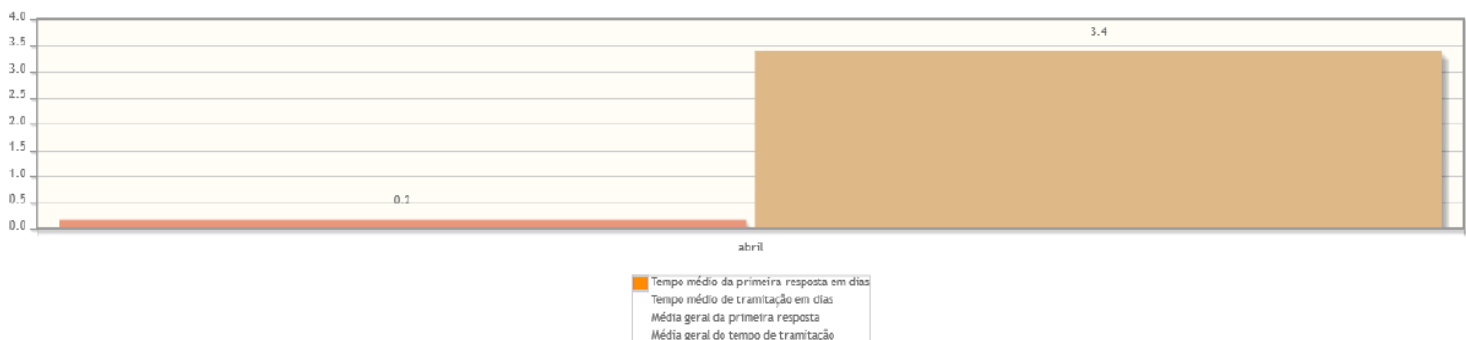 4.0
3.4
3.5
3.0
2.5
2.0
1.5
1.0
0.5
0.2
0.0
abril
Tempo médio da primeira resposta em dias
Tempo médio de tramitação em dias
Média geral da primeira resposta
Média geral do tempo de tramitação